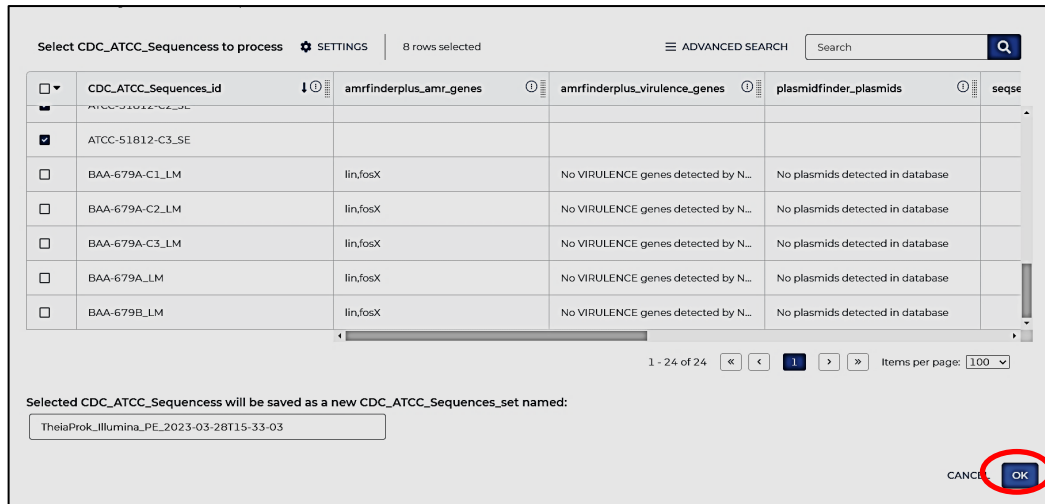 Select CDC_ATCC_Sequencess to process SETTINGS 8 rows selected ADVANCED SEARCH Search
CDC_ATCC_Sequences_id amrfinderplus_amr_genes amrfinderplus_virulence_genes plasmidfinder_plasmids seqse
ATCC-51812-C2_SE
ATCC-51812-C3_SE
BAA-679A-C1_LM lin,fosX No VIRULENCE genes detected by N... No plasmids detected in database
BAA-679A-C2_LM lin,fosX No VIRULENCE genes detected by N... No plasmids detected in database
BAA-679A-C3_LM lin,fosX No VIRULENCE genes detected by N... No plasmids detected in database
BAA-679A_LM lin,fosX No VIRULENCE genes detected by N... No plasmids detected in database
BAA-679B_LM lin,fosX No VIRULENCE genes detected by N... No plasmids detected in database
1 - 24 of 24 « ‹ 1 › » Items per page: 100
Selected CDC_ATCC_Sequencess will be saved as a new CDC_ATCC_Sequences_set named:
TheiaProk_Illumina_PE_2023-03-28T15-33-03
CANCEL OK